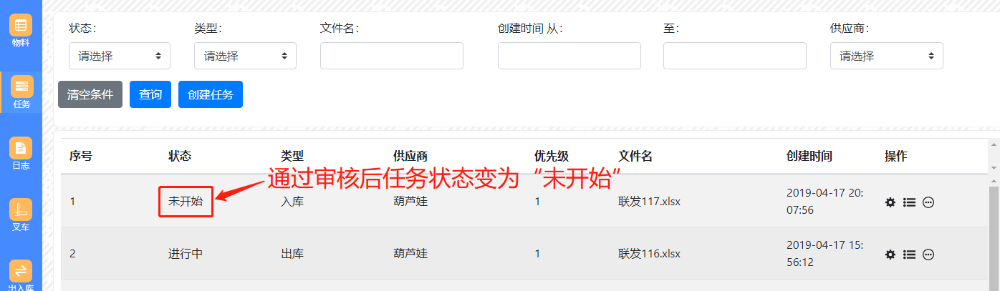 物料
任务
日志
叉车
出入库
状态: 类型: 文件名: 创建时间 从: 至: 供应商:
请选择 请选择 请选择
清空条件 查询 创建任务
序号 状态 类型 供应商 优先级 文件名 创建时间 操作
通过审核后任务状态变为“未开始”
1 未开始 入库 葫芦娃 1 联发117.xlsx 2019-04-17 20:
07:56
2 进行中 出库 葫芦娃 1 联发116.xlsx 2019-04-17 15:
56:12